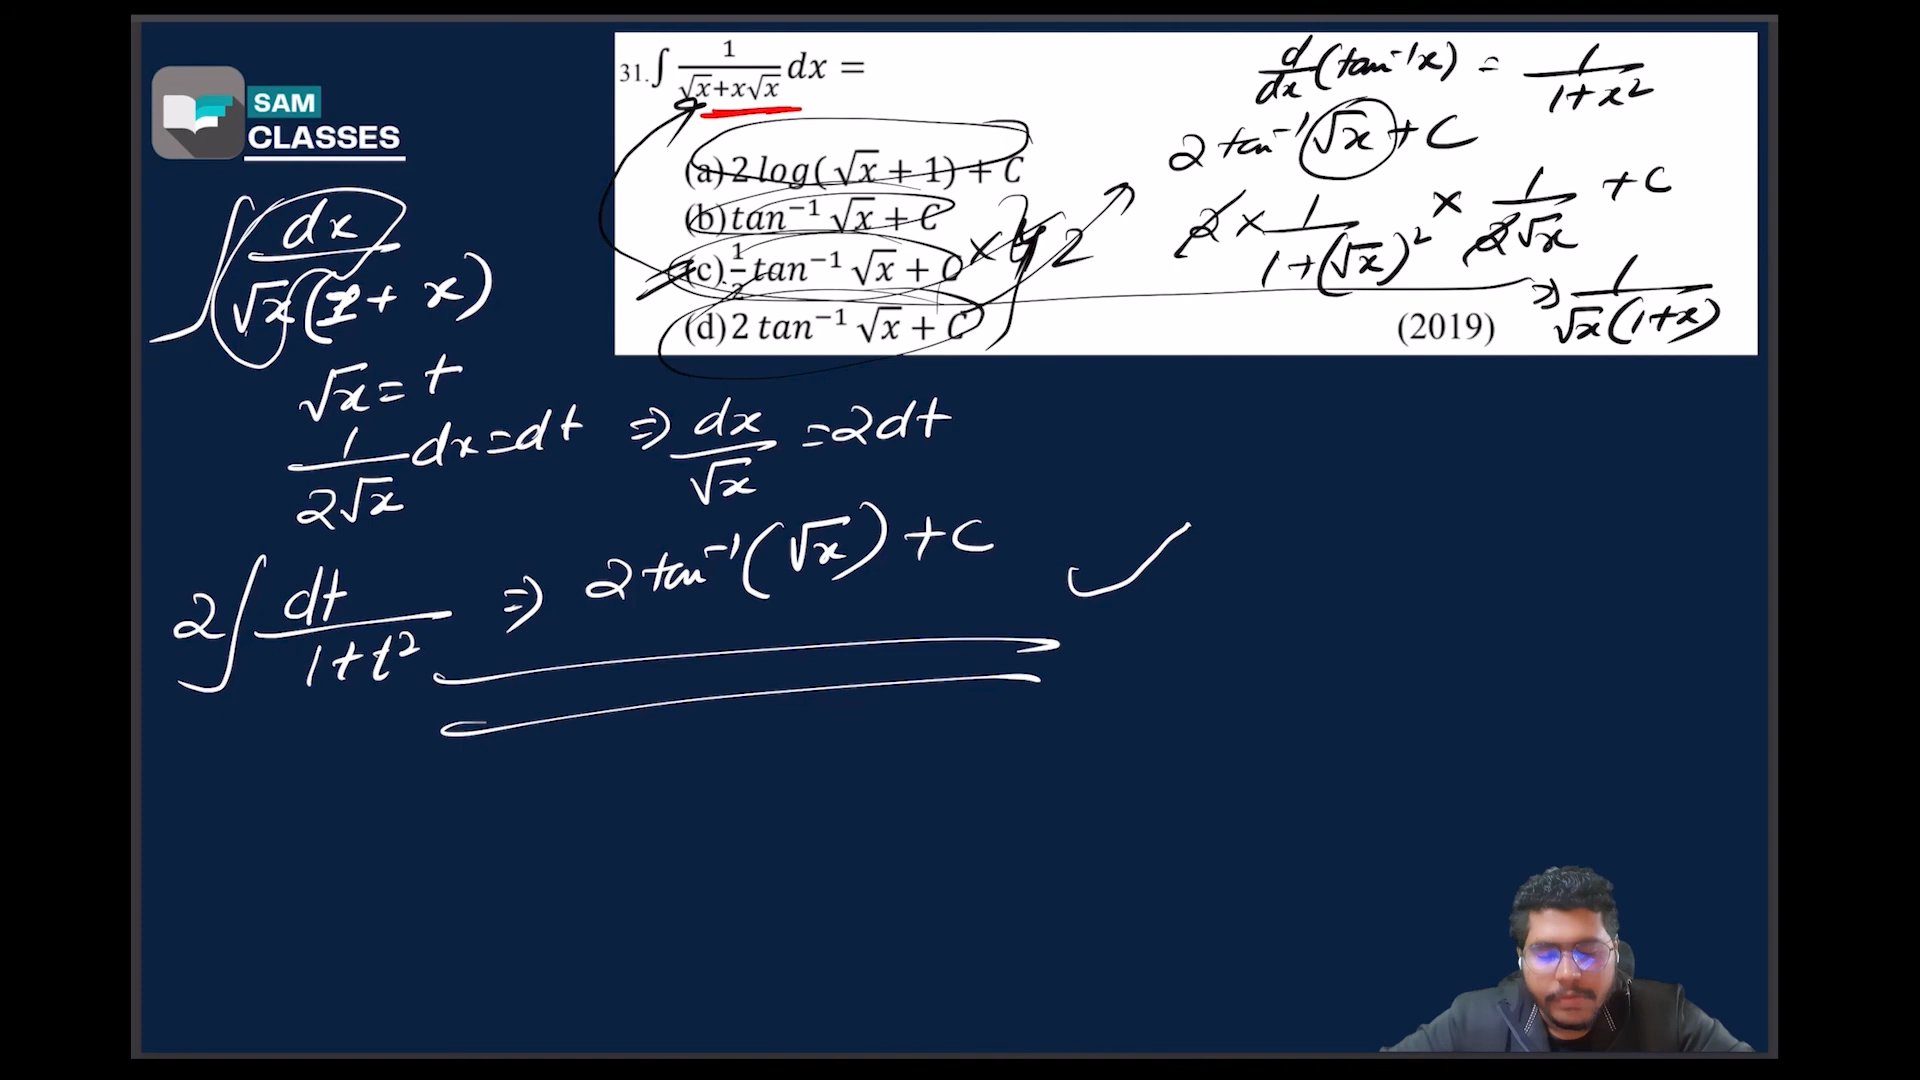 SAM
CLASSES
31. ∫ 1/(√x+x√x) dx =
(a) 2 log(√x + 1) + C
(b) tan⁻¹ √x + C
(c) ½ tan⁻¹ √x + C
(d) 2 tan⁻¹ √x + C
(2019)
d/dx (tan⁻¹x) = 1/(1+x²)
2 tan⁻¹ (√x) + C
2 × 1/(1+(√x)²) × 1/(2√x) + C
⇒ 1/(√x(1+x))
∫ dx/(√x(1+x))
√x = t
1/(2√x) dx = dt ⇒ dx/√x = 2dt
2∫ dt/(1+t²) ⇒ 2 tan⁻¹(√x) + C